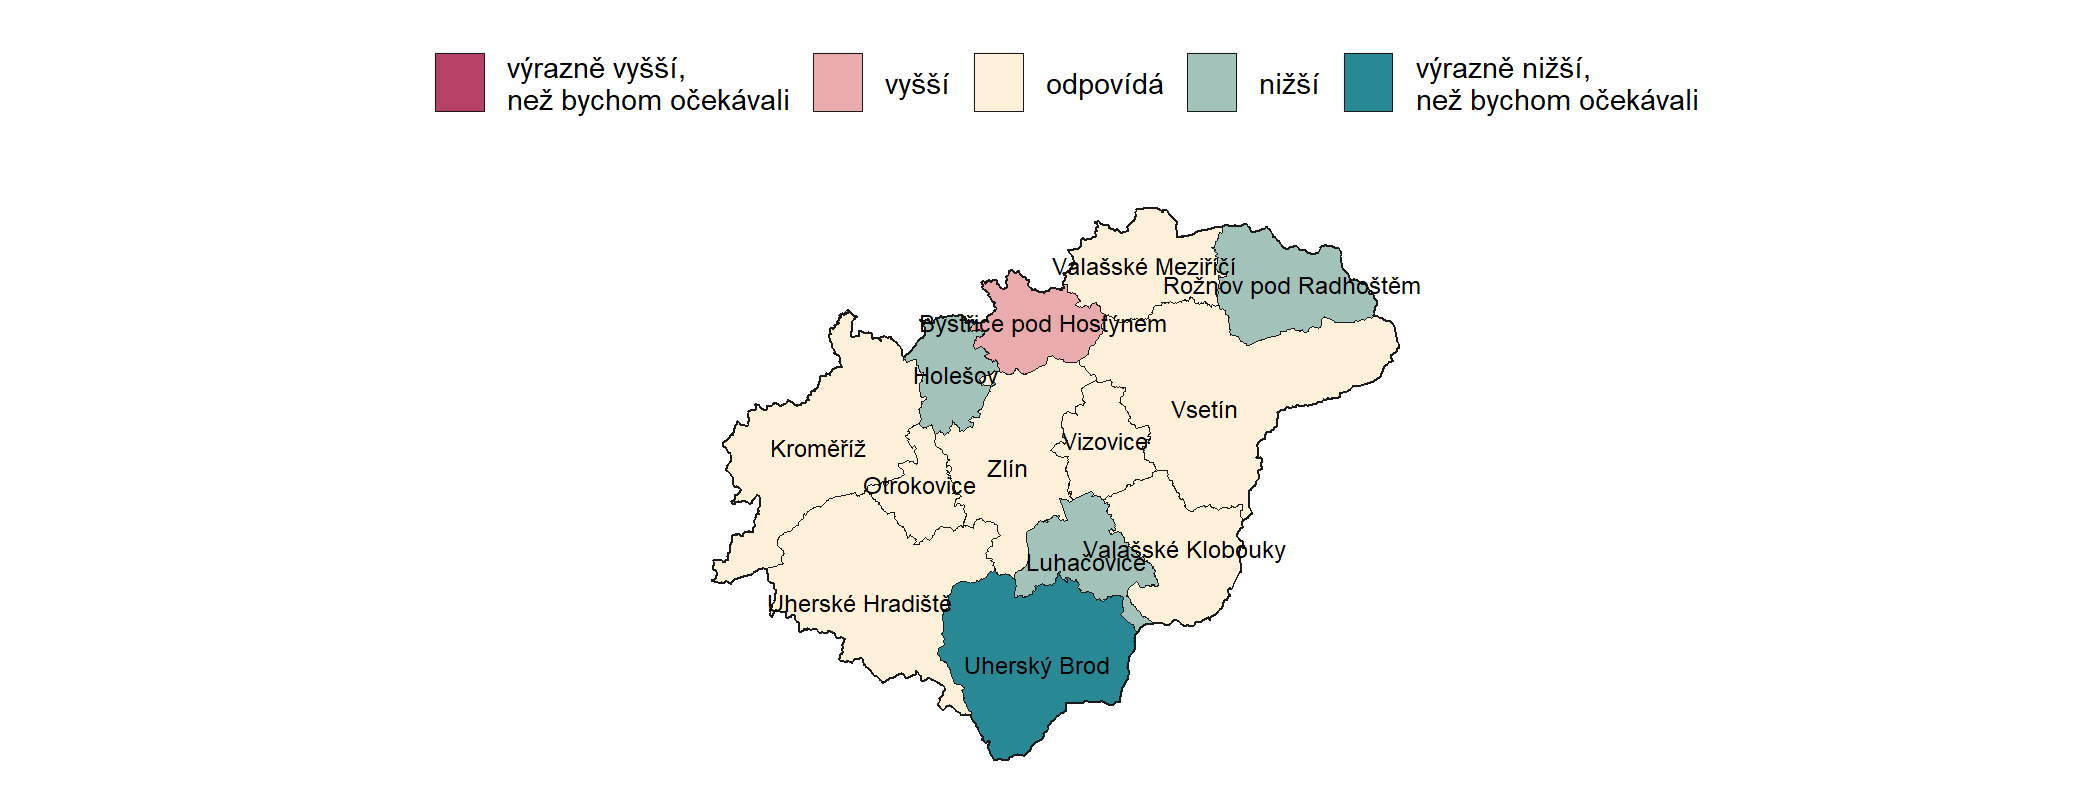 výrazně vyšší,
než bychom očekávali
vyšší
odpovídá
nižší
výrazně nižší,
než bychom očekávali
Valašské Meziříčí
Rožnov pod Radhoštěm
Bystřice pod Hostýnem
Holešov
Vsetín
Vizovice
Kroměříž
Zlín
Otrokovice
Valašské Klobouky
Luhačovice
Uherské Hradiště
Uherský Brod